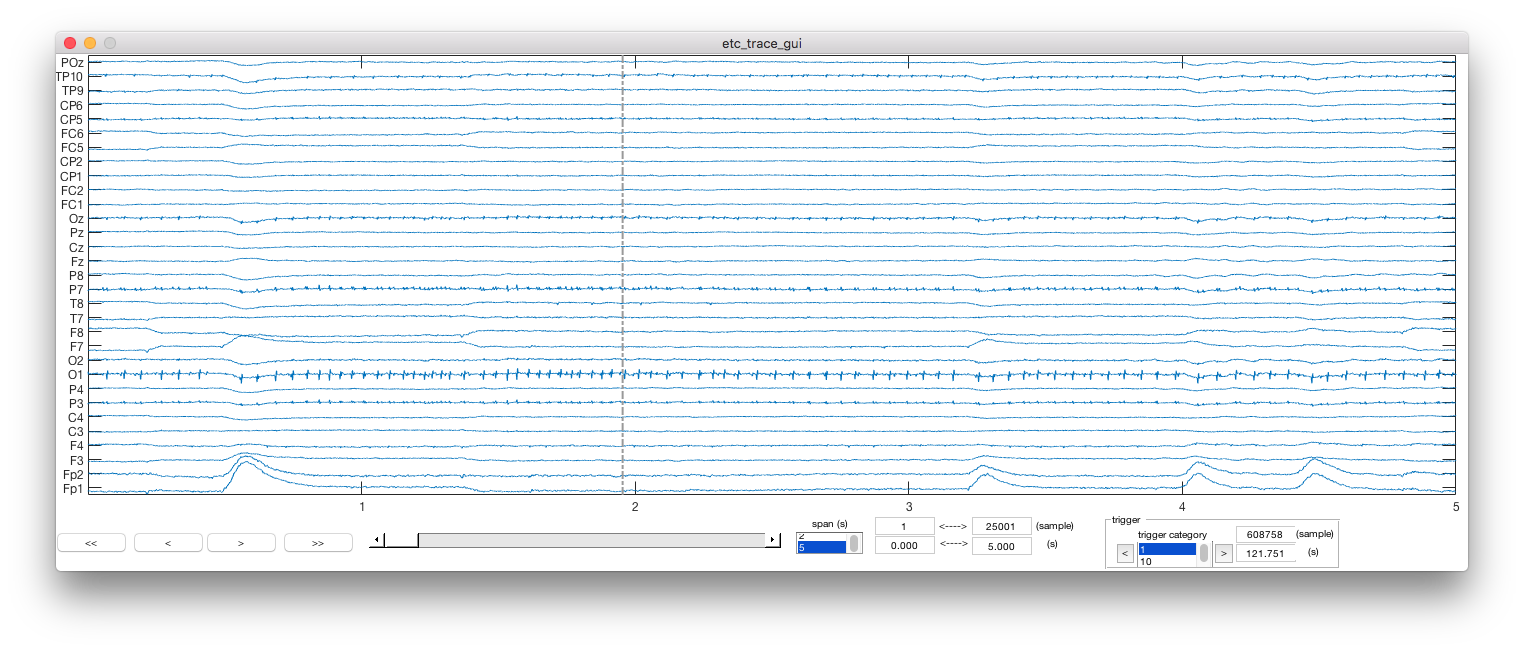 etc_trace_gui
POz
TP10
TP9
CP6
CP5
FC6
FC5
CP2
CP1
FC2
FC1
Oz
Pz
Cz
Fz
P8
P7
T8
T7
F8
F7
O2
O1
P4
P3
C4
C3
F4
F3
Fp2
Fp1
1 2 3 4 5
<< < > >>
span (s)
2
5
1 <----> 25001 (sample)
0.000 <----> 5.000 (s)
trigger
trigger category
< 1 >
10
608758 (sample)
121.751 (s)